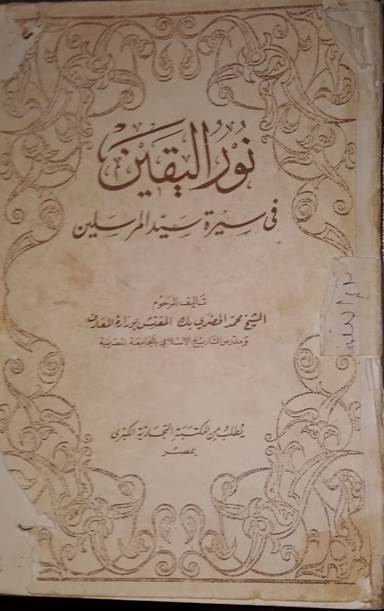 نور اليقين
في سيرة سيد المرسلين
تأليف المرحوم
الشيخ محمد الخضري بك المفتش بوزارة المعارف
ومدرس التاريخ الإسلامي بالجامعة المصرية
يطلب من المكتبة التجارية الكبرى
بمصر